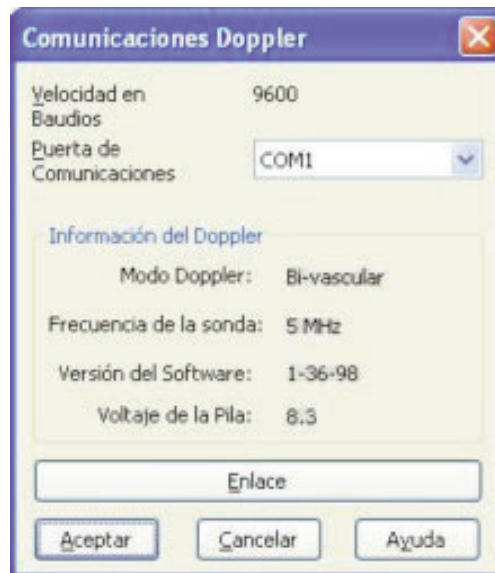 Comunicaciones Doppler
Velocidad en 9600
Baudios
Puerta de COM1
Comunicaciones
Información del Doppler
Modo Doppler: Bi-vascular
Frecuencia de la sonda: 5 MHz
Versión del Software: 1-36-98
Voltaje de la Pila: 8.3
Enlace
Aceptar Cancelar Ayuda